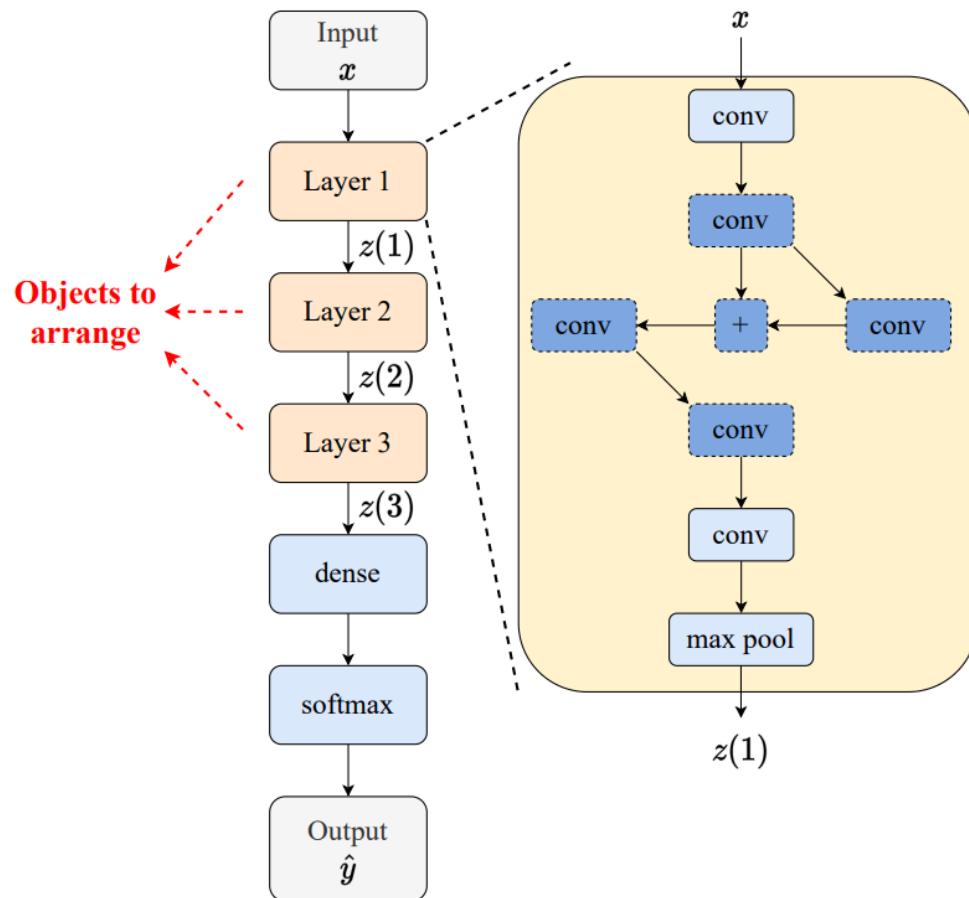 Input
x
Layer 1
z(1)
Layer 2
z(2)
Layer 3
z(3)
dense
softmax
Output
ŷ
Objects to
arrange
x
conv
conv
conv
+
conv
conv
conv
max pool
z(1)